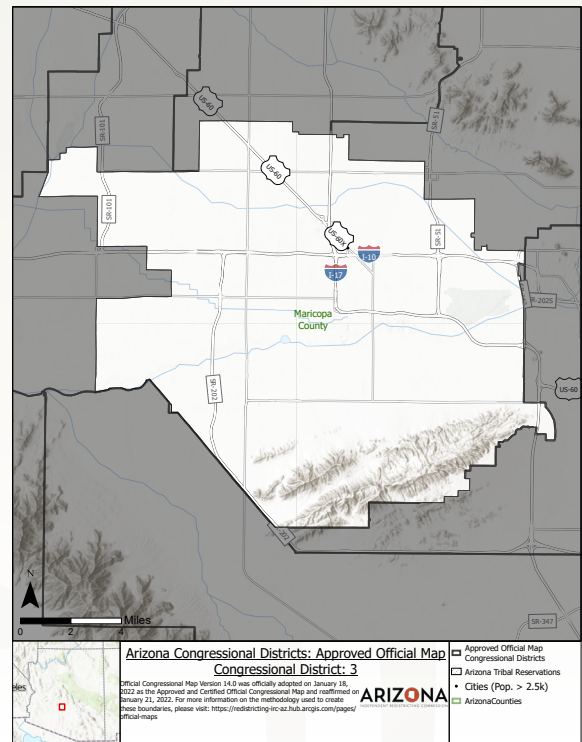 US-60
SR-51
SR-101
US-60
SR-101
SR-51
US-60X
I-10
I-17
SR-202S
Maricopa
County
US-60
SR-202
SR-202
N
SR-347
0 2 4 Miles
Arizona Congressional Districts: Approved Official Map
Congressional District: 3
Official Congressional Map Version 14.0 was officially adopted on January 18,
2022 as the Approved and Certified Official Congressional Map and reaffirmed on
January 21, 2022. For more information on the methodology used to create
these boundaries, please visit: https://redistricting-irc-az.hub.arcgis.com/pages/
official-maps
ARIZONA
INDEPENDENT REDISTRICTING COMMISSION
Approved Official Map
Congressional Districts
Arizona Tribal Reservations
Cities (Pop. > 2.5k)
ArizonaCounties
eles